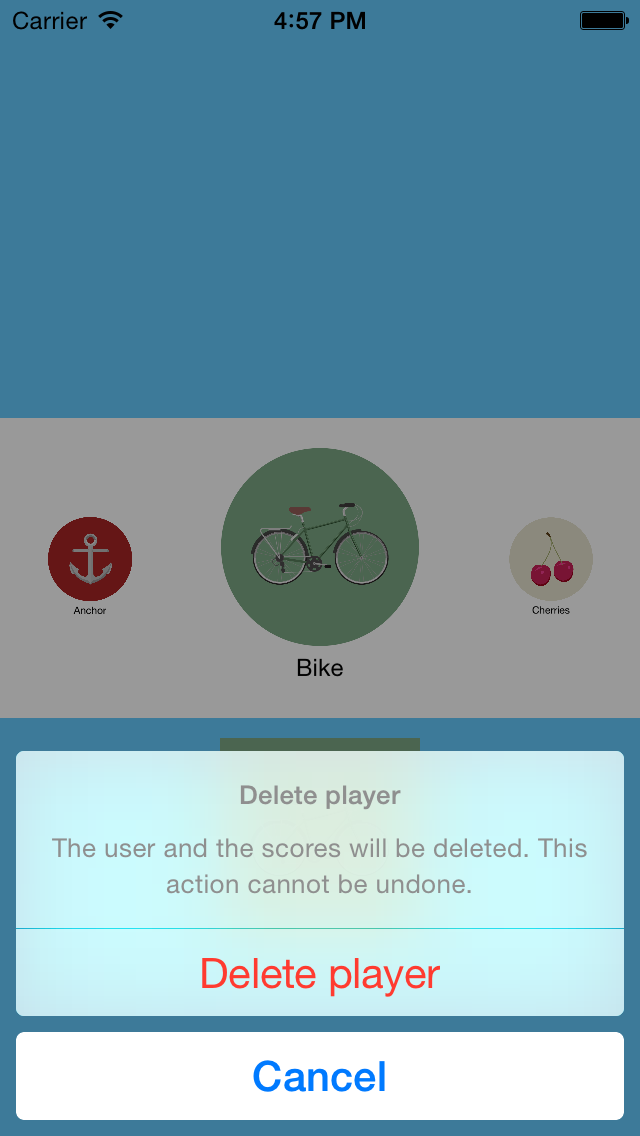 Carrier 4:57 PM
Anchor
Bike
Cherries
Delete player
The user and the scores will be deleted. This
action cannot be undone.
Delete player
Cancel